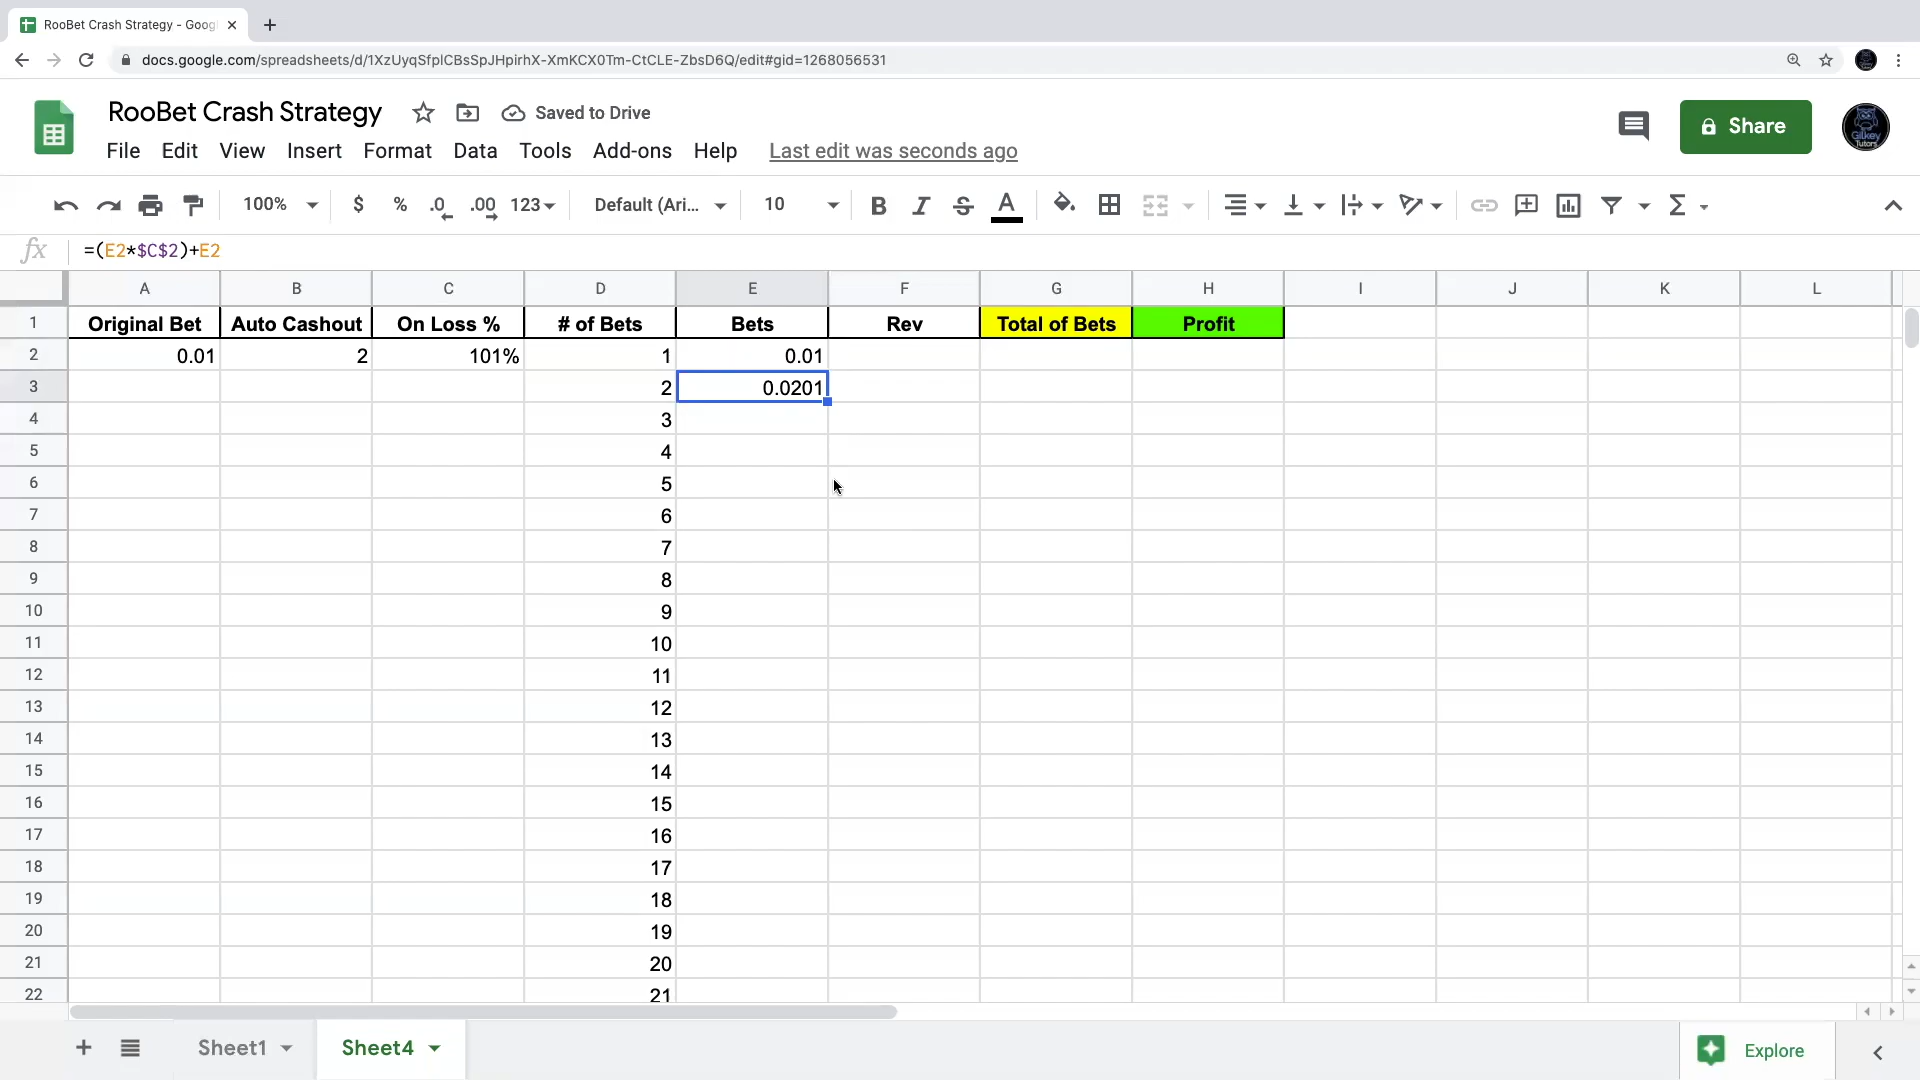 RooBet Crash Strategy - Goog
docs.google.com/spreadsheets/d/1XzUyqSfplCBsSpJHpirhX-XmKCX0Tm-CtCLE-ZbsD6Q/edit#gid=1268056531
RooBet Crash Strategy Saved to Drive
File Edit View Insert Format Data Tools Add-ons Help Last edit was seconds ago
Share
Gilkey Tutors
100% $ % .0 .00 123 Default (Ari... 10 B I S A
fx =(E2*$C$2)+E2
A B C D E F G H I J K L
1 Original Bet Auto Cashout On Loss % # of Bets Bets Rev Total of Bets Profit
2 0.01 2 101% 1 0.01
3 2 0.0201
4 3
5 4
6 5
7 6
8 7
9 8
10 9
11 10
12 11
13 12
14 13
15 14
16 15
17 16
18 17
19 18
20 19
21 20
22 21
Sheet1 Sheet4 Explore